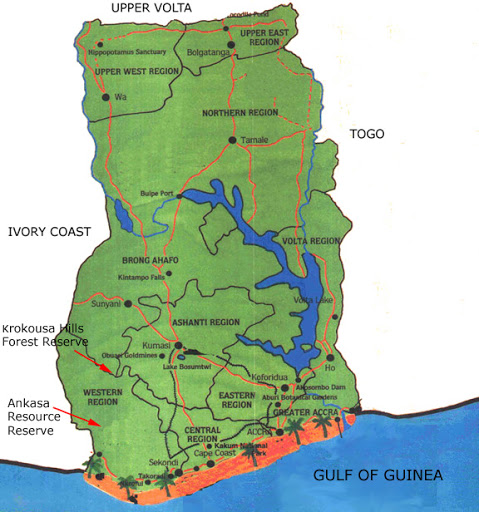 UPPER VOLTA
Crocodile Pond
UPPER EAST
REGION
Hippopotamus Sanctuary
Bolgatanga
UPPER WEST REGION
Wa
NORTHERN REGION
TOGO
Tamale
Buipe Port
IVORY COAST
VOLTA REGION
BRONG AHAFO
Kintampo Falls
Volta Lake
Sunyani
ASHANTI REGION
Krokousa Hills
Forest Reserve
Kumasi
Obuasi Goldmines
Lake Bosumtwi
Ho
Koforidua
Akosombo Dam
WESTERN
REGION
EASTERN
REGION
Aburi Botanical Gardens
Ankasa
Resource
Reserve
GREATER ACCRA
CENTRAL
REGION
ACCRA
Kakum National
Park
Cape Coast
Sekondi
Takoradi
GULF OF GUINEA